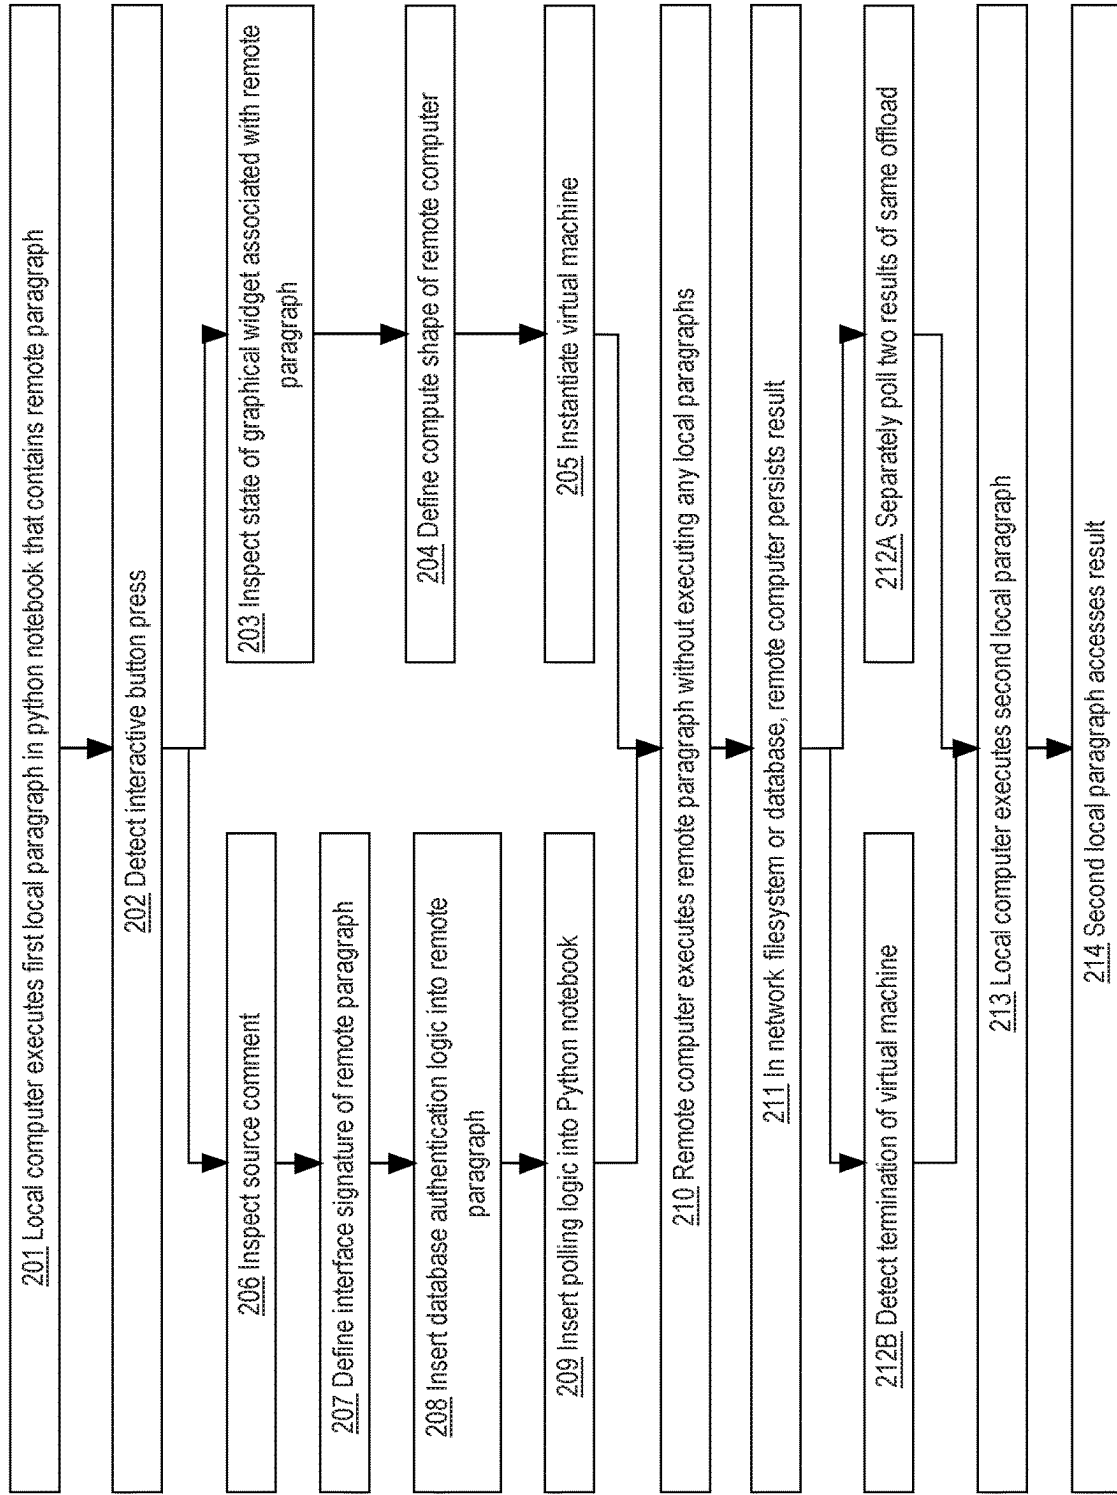 201 Local computer executes first local paragraph in python notebook that contains remote paragraph
202 Detect interactive button press
206 Inspect source comment
207 Define interface signature of remote paragraph
208 Insert database authentication logic into remote
paragraph
209 Insert polling logic into Python notebook
203 Inspect state of graphical widget associated with remote
paragraph
204 Define compute shape of remote computer
205 Instantiate virtual machine
210 Remote computer executes remote paragraph without executing any local paragraphs
211 In network filesystem or database, remote computer persists result
212B Detect termination of virtual machine
212A Separately poll two results of same offload
213 Local computer executes second local paragraph
214 Second local paragraph accesses result